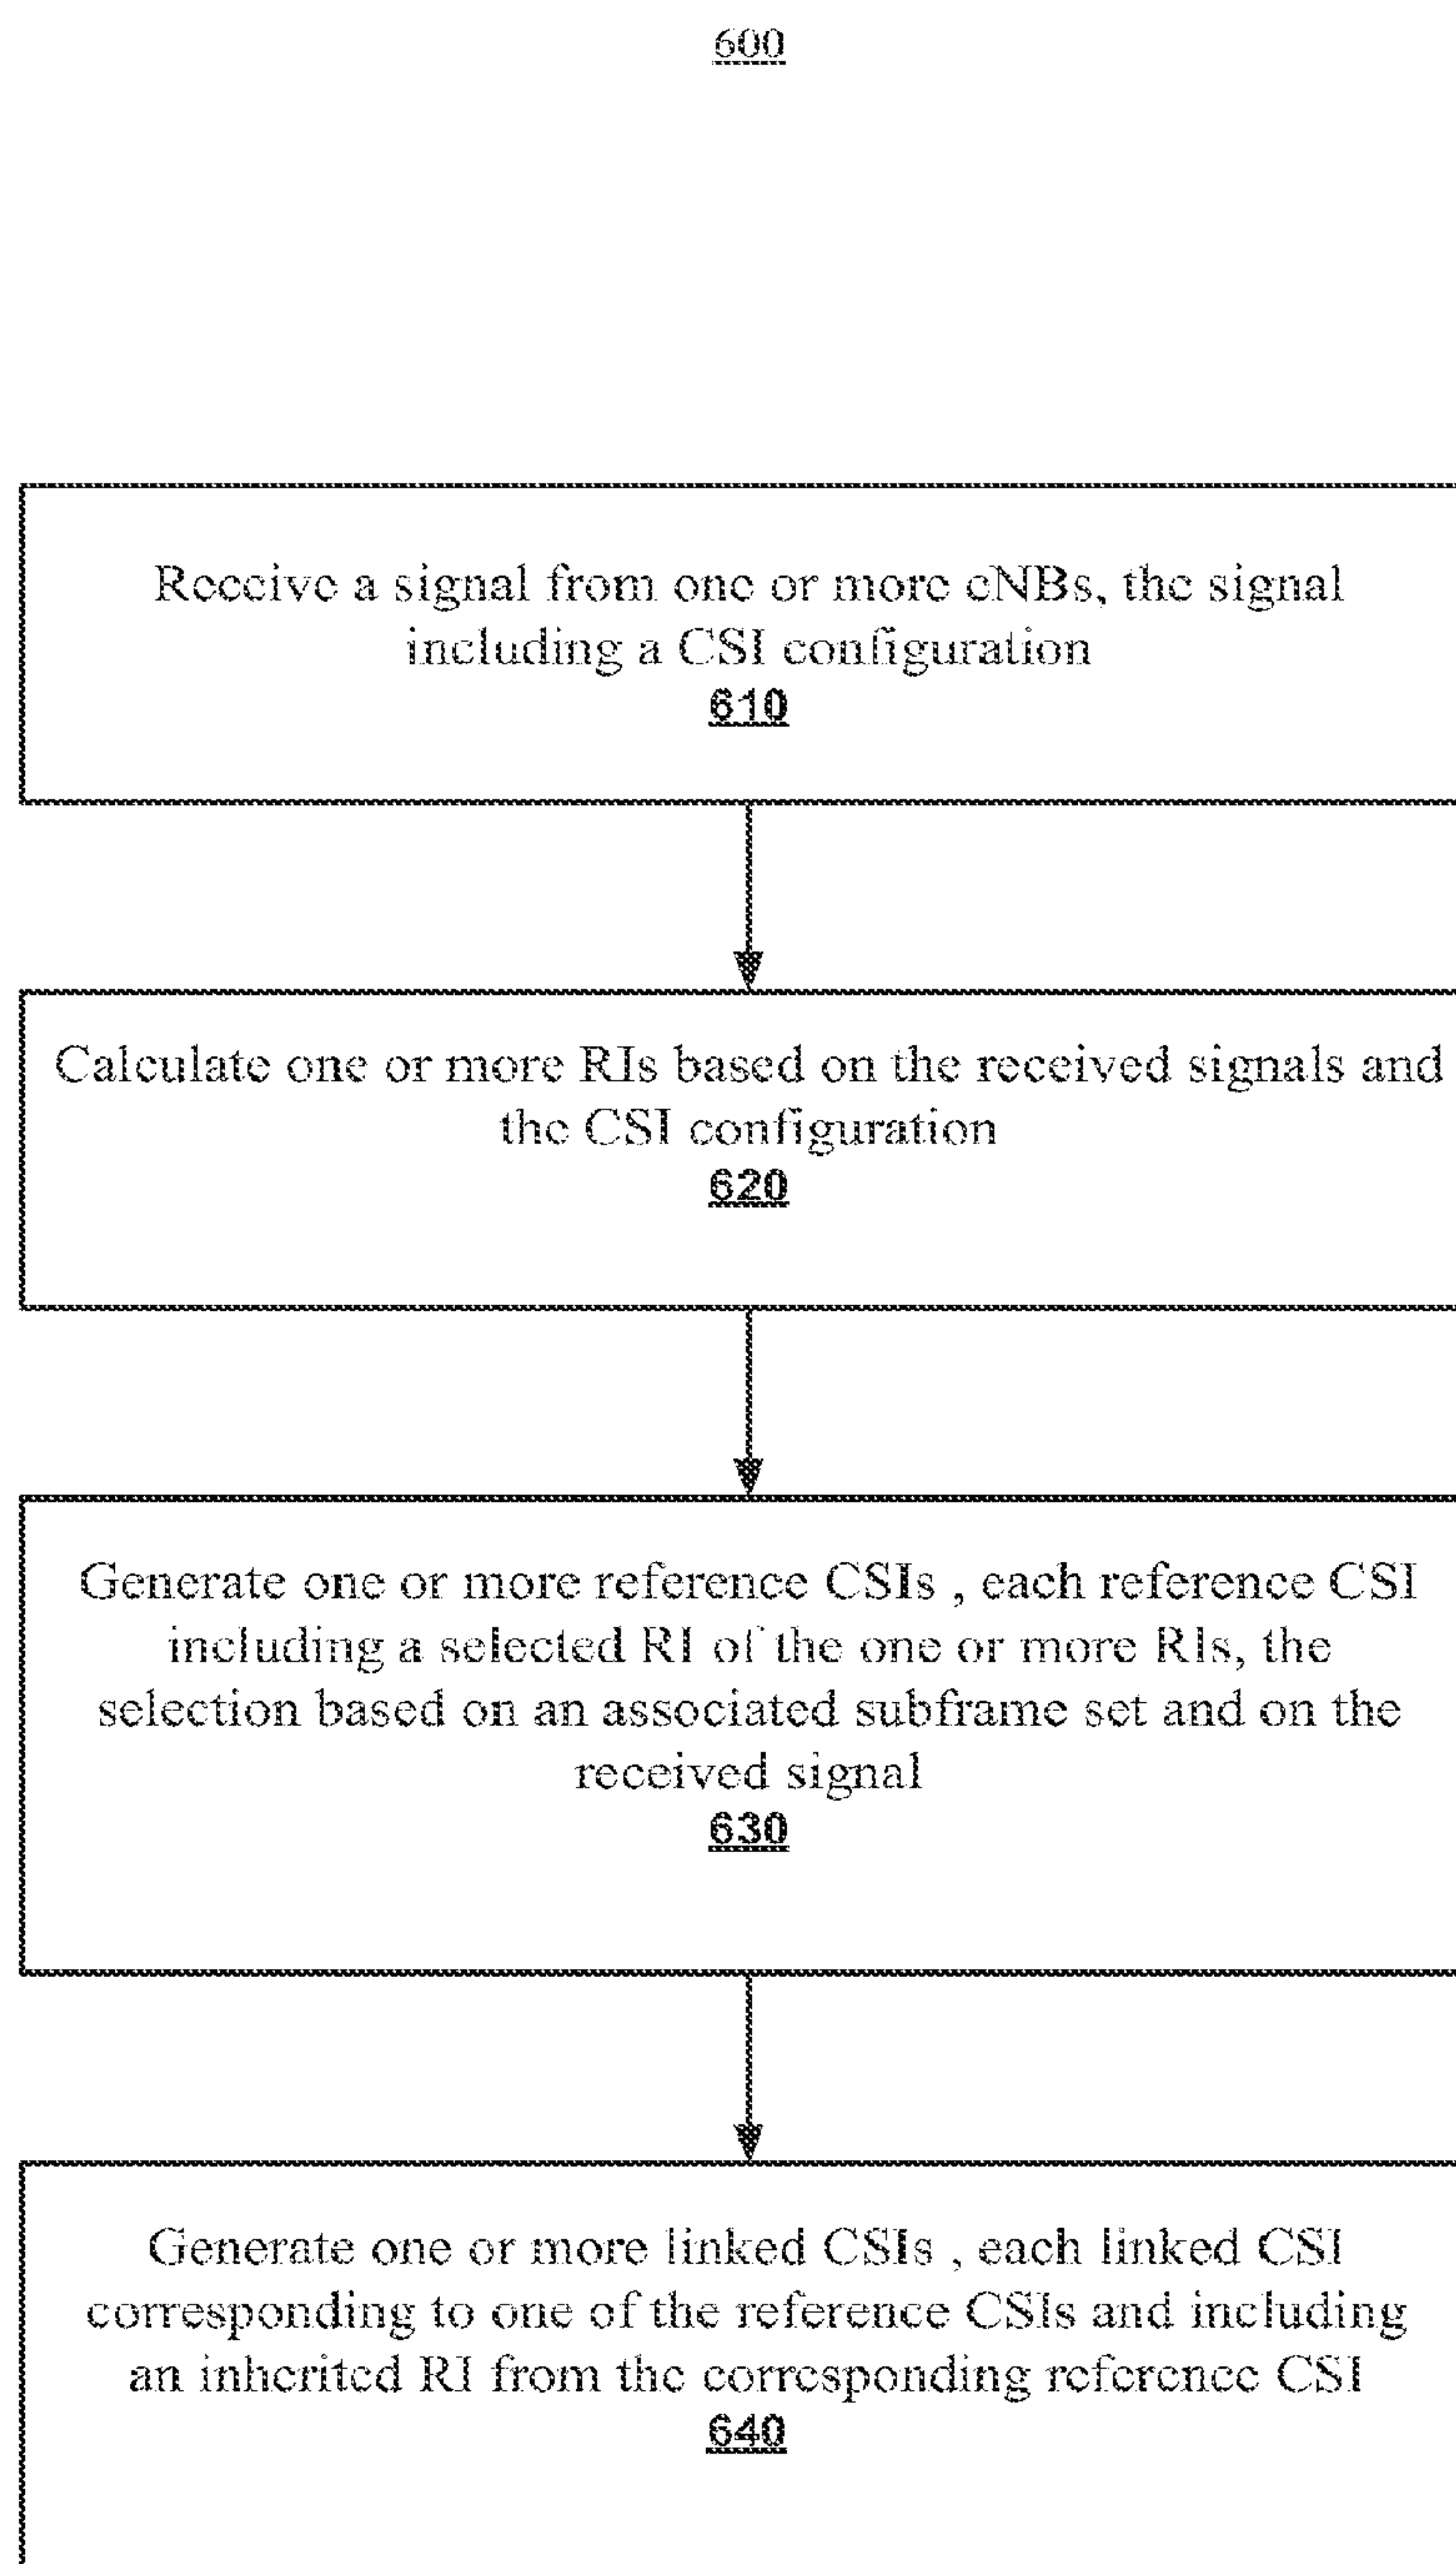 600
Receive a signal from one or more eNBs, the signal
including a CSI configuration
610
Calculate one or more RIs based on the received signals and
the CSI configuration
620
Generate one or more reference CSIs , each reference CSI
including a selected RI of the one or more RIs, the
selection based on an associated subframe set and on the
received signal
630
Generate one or more linked CSIs , each linked CSI
corresponding to one of the reference CSIs and including
an inherited RI from the corresponding reference CSI
640